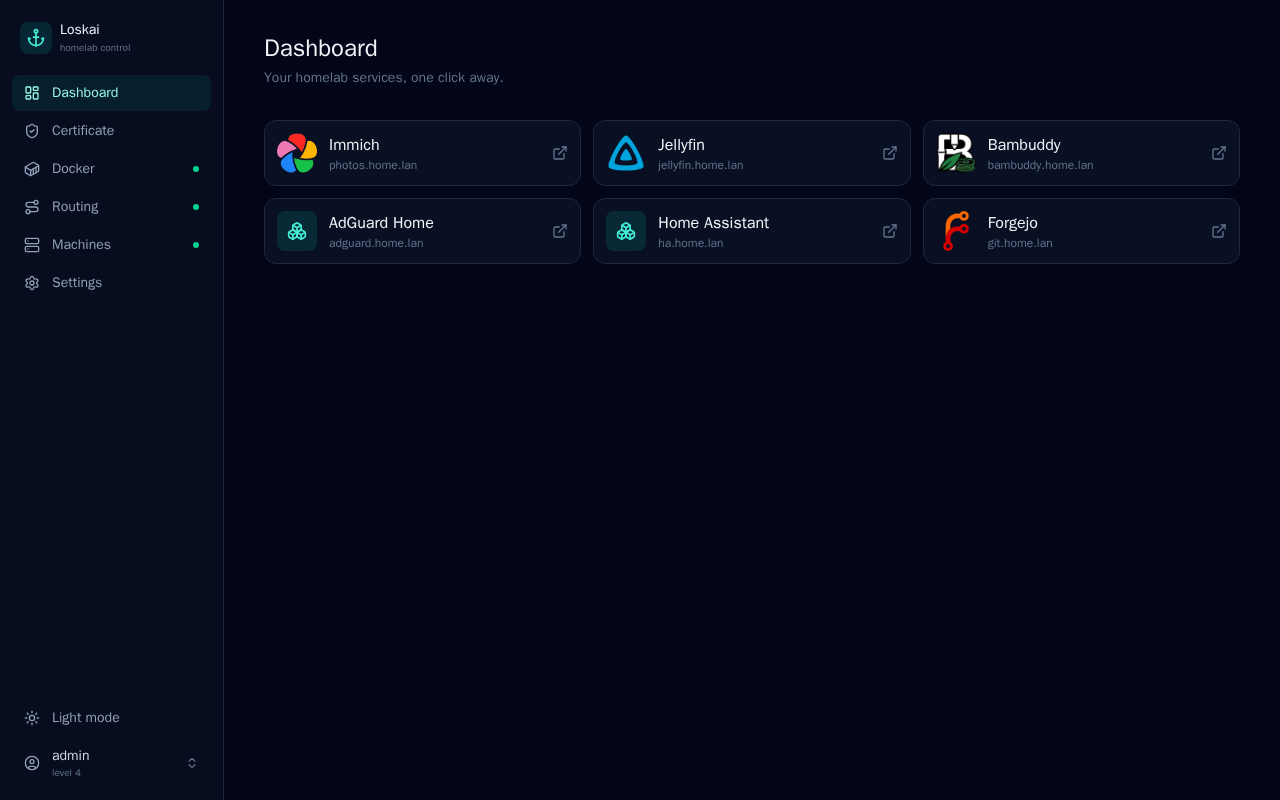 Loskai
homelab control
Dashboard
Certificate
Docker
Routing
Machines
Settings
Light mode
admin
level 4
Dashboard
Your homelab services, one click away.
Immich
photos.home.lan
Jellyfin
jellyfin.home.lan
Bambuddy
bambuddy.home.lan
AdGuard Home
adguard.home.lan
Home Assistant
ha.home.lan
Forgejo
git.home.lan